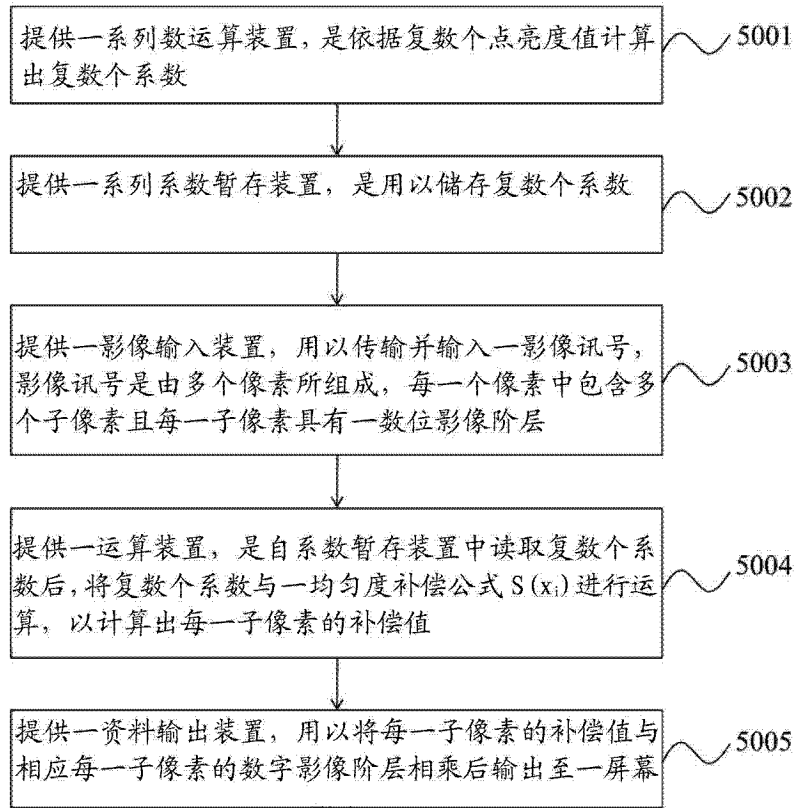 提供一系列数运算装置，是依据复数个点亮度值计算
出复数个系数
5001
提供一系列系数暂存装置，是用以储存复数个系数
5002
提供一影像输入装置，用以传输并输入一影像讯号，
影像讯号是由多个像素所组成，每一个像素中包含多
个子像素且每一子像素具有一数位影像阶层
5003
提供一运算装置，是自系数暂存装置中读取复数个系
数后，将复数个系数与一均匀度补偿公式 S(xᵢ)进行运
算，以计算出每一子像素的补偿值
5004
提供一资料输出装置，用以将每一子像素的补偿值与
相应每一子像素的数字影像阶层相乘后输出至一屏幕
5005